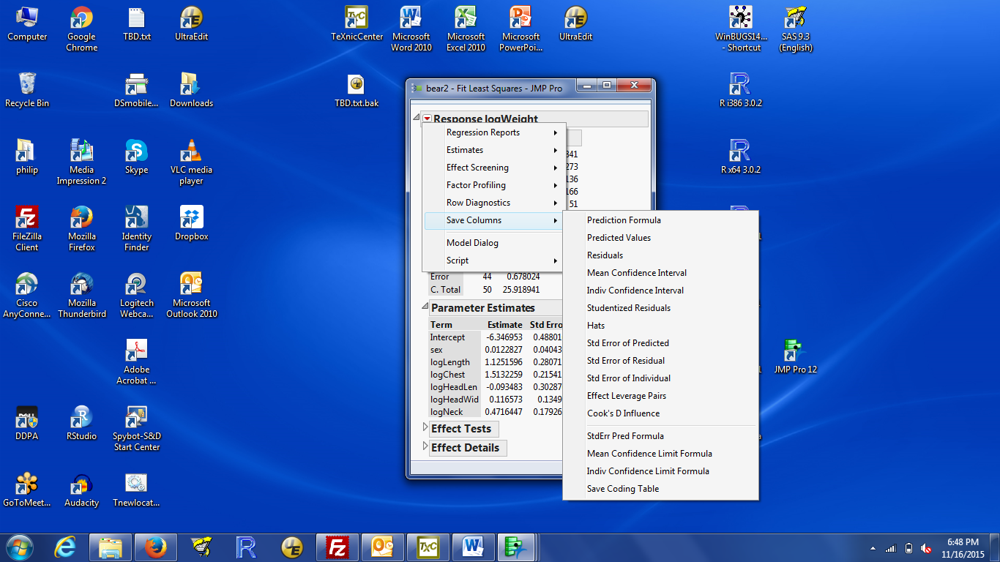 Computer
Google
Chrome
TBD.txt
UltraEdit
TeXnicCenter
Microsoft
Word 2010
Microsoft
Excel 2010
Microsoft
PowerPoi...
UltraEdit
WinBUGS14...
- Shortcut
SAS 9.3
(English)
Recycle Bin
DSmobile...
Downloads
TBD.txt.bak
R i386 3.0.2
philip
Media
Impression 2
Skype
VLC media
player
R x64 3.0.2
FileZilla
Client
Mozilla
Firefox
Identity
Finder
Dropbox
Cisco
AnyConne...
Mozilla
Thunderbird
Logitech
Webca...
Microsoft
Outlook 2010
Adobe
Acrobat ...
JMP Pro 12
DDPA
RStudio
Spybot-S&D
Start Center
GoToMeet...
Audacity
Tnewlocat...
bear2 - Fit Least Squares - JMP Pro
Response logWeight
Regression Reports
Estimates
Effect Screening
Factor Profiling
Row Diagnostics
Save Columns
Model Dialog
Script
341
273
136
166
51
Prediction Formula
Predicted Values
Residuals
Mean Confidence Interval
Indiv Confidence Interval
Studentized Residuals
Hats
Std Error of Predicted
Std Error of Residual
Std Error of Individual
Effect Leverage Pairs
Cook's D Influence
StdErr Pred Formula
Mean Confidence Limit Formula
Indiv Confidence Limit Formula
Save Coding Table
Error 44 0.678024
C. Total 50 25.918941
Parameter Estimates
Term Estimate Std Erro
Intercept -6.346953 0.48801
sex 0.0122827 0.04043
logLength 1.1251596 0.28071
logChest 1.5132259 0.21541
logHeadLen -0.093483 0.30287
logHeadWid 0.116573 0.1349
logNeck 0.4716447 0.17926
Effect Tests
Effect Details
6:48 PM
11/16/2015